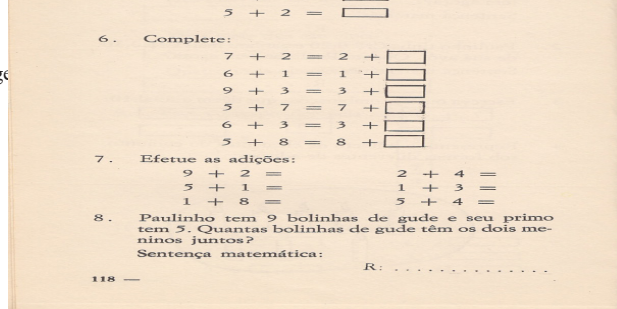 5 + 2 =
6. Complete:
7 + 2 = 2 +
6 + 1 = 1 +
9 + 3 = 3 +
5 + 7 = 7 +
6 + 3 = 3 +
5 + 8 = 8 +
7. Efetue as adições:
9 + 2 = 2 + 4 =
5 + 1 = 1 + 3 =
1 + 8 = 5 + 4 =
8. Paulinho tem 9 bolinhas de gude e seu primo
tem 5. Quantas bolinhas de gude têm os dois me-
ninos juntos?
Sentença matemática:
R: ..............
118 —